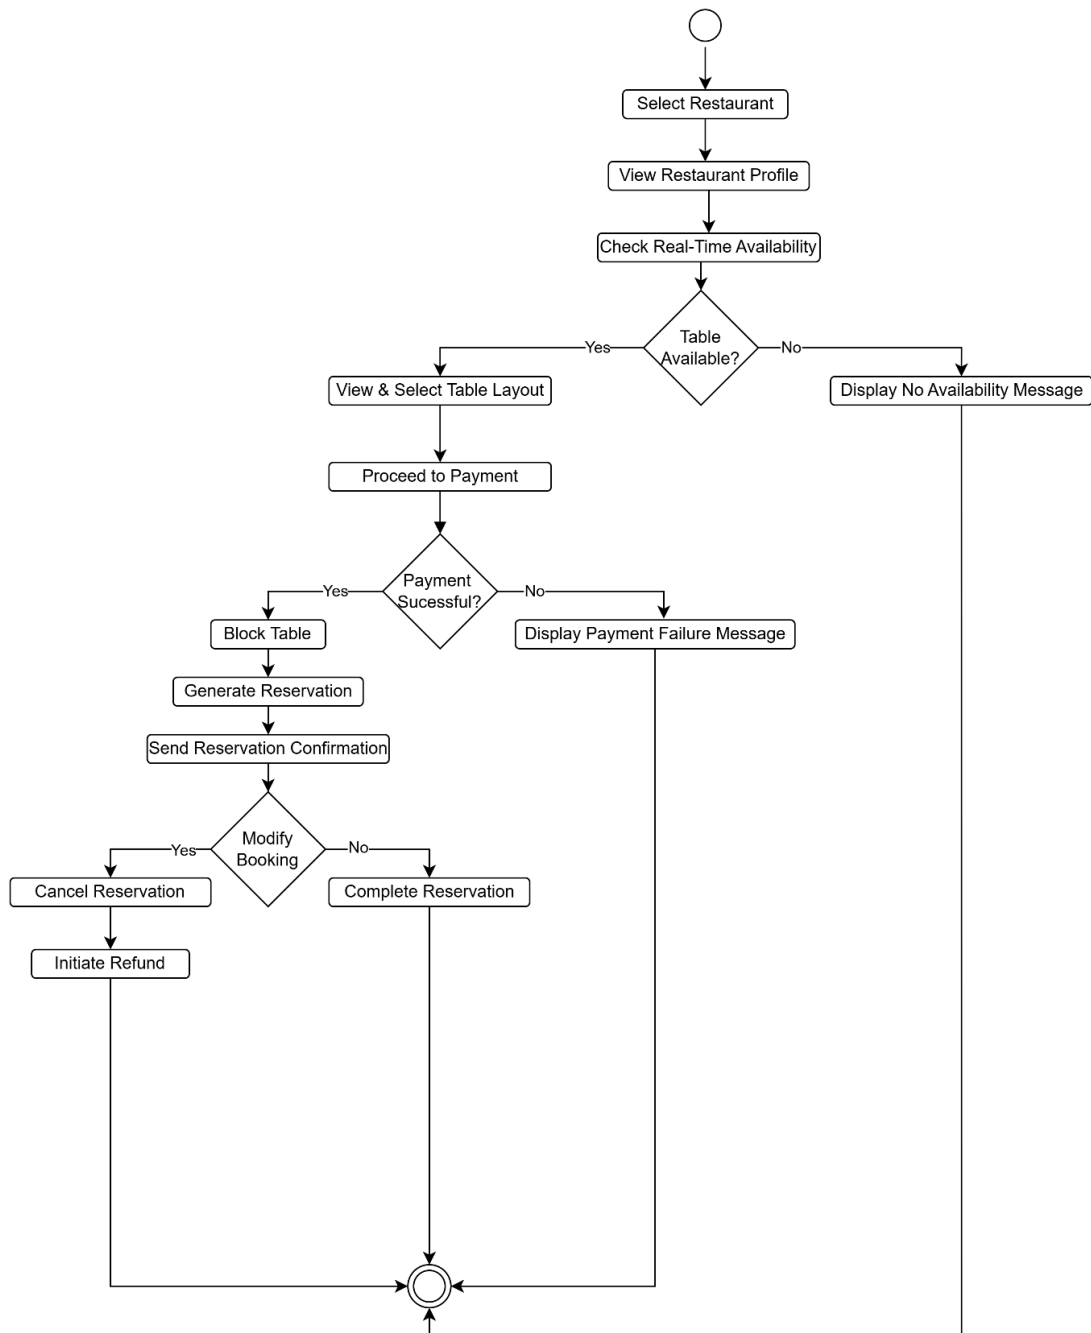 Select Restaurant
View Restaurant Profile
Check Real-Time Availability
Table
Available?
Yes
No
View & Select Table Layout
Display No Availability Message
Proceed to Payment
Payment
Sucessful?
Yes
No
Block Table
Display Payment Failure Message
Generate Reservation
Send Reservation Confirmation
Modify
Booking
Yes
No
Cancel Reservation
Complete Reservation
Initiate Refund